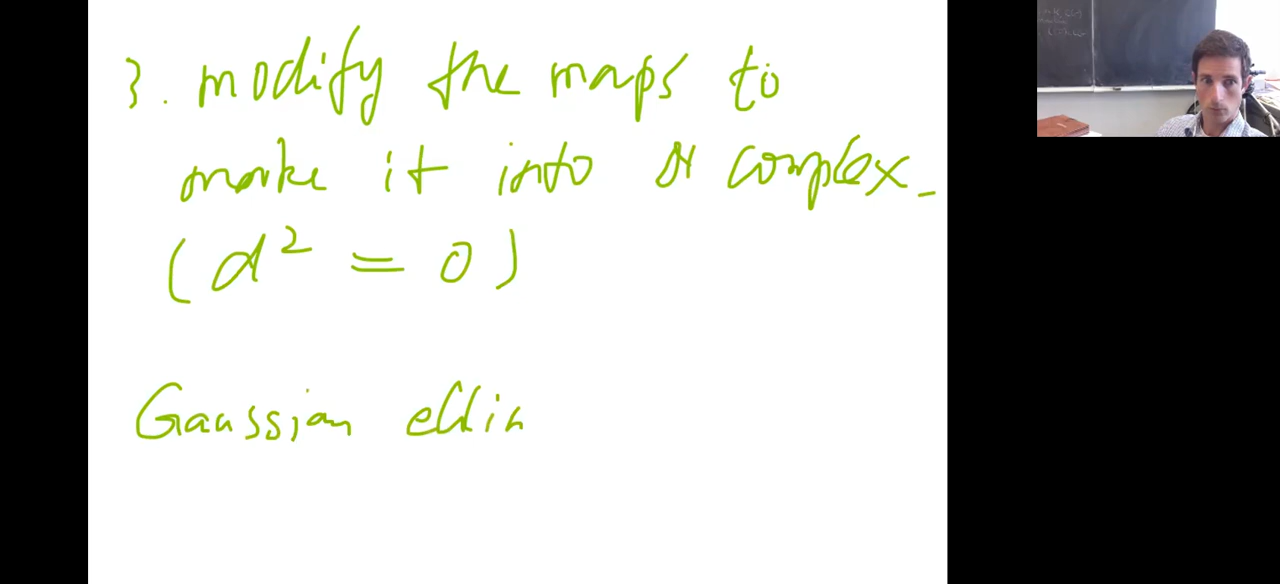 3. modify the maps to
make it into a complex.
(d² = 0)
Gaussian